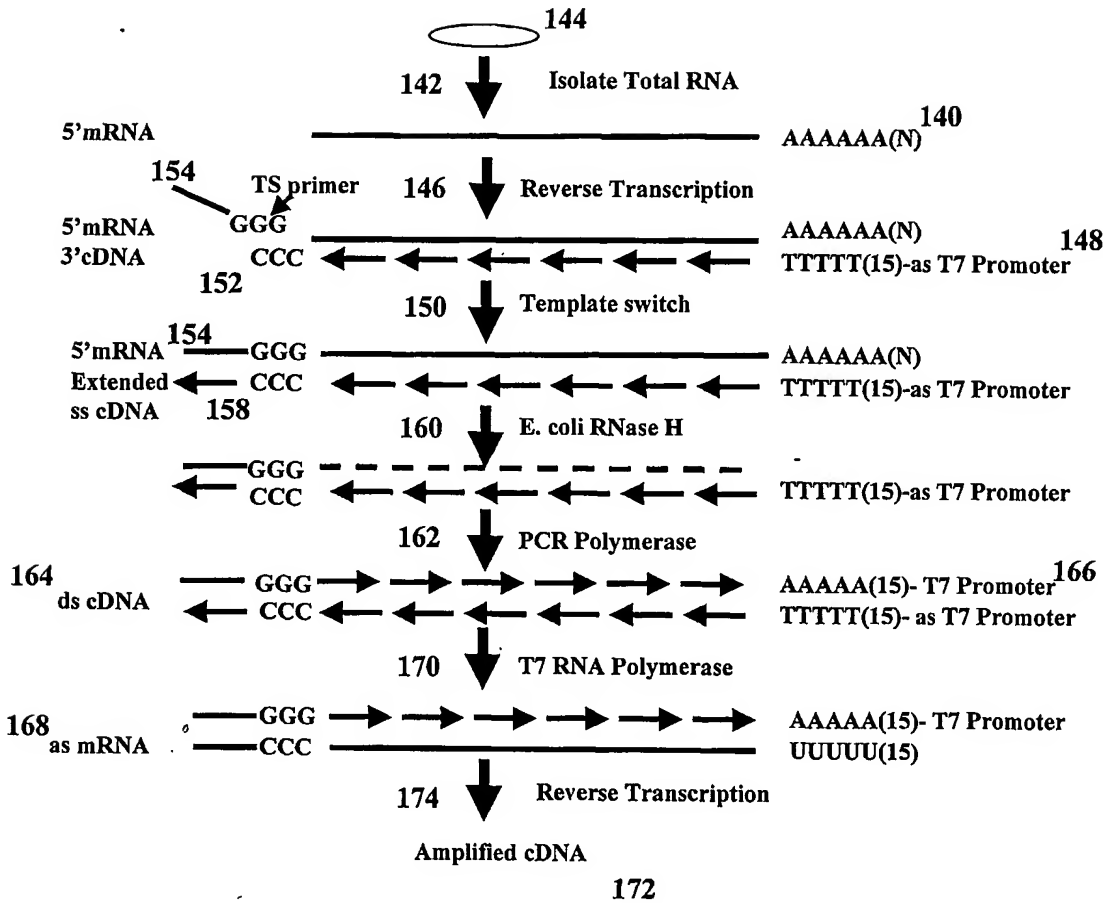 144
142 Isolate Total RNA
5'mRNA AAAAAA(N) 140
154 TS primer 146 Reverse Transcription
GGG
5'mRNA AAAAAA(N)
3'cDNA CCC TTTTT(15)-as T7 Promoter 148
152
150 Template switch
154
5'mRNA GGG AAAAAA(N)
Extended CCC TTTTT(15)-as T7 Promoter
ss cDNA 158
160 E. coli RNase H
GGG
CCC TTTTT(15)-as T7 Promoter
162 PCR Polymerase
164 GGG AAAAA(15)- T7 Promoter 166
ds cDNA CCC TTTTT(15)- as T7 Promoter
170 T7 RNA Polymerase
168 GGG AAAAA(15)- T7 Promoter
as mRNA CCC UUUUU(15)
174 Reverse Transcription
Amplified cDNA
172